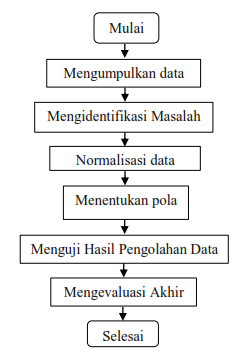 Mulai
Mengumpulkan data
Mengidentifikasi Masalah
Normalisasi data
Menentukan pola
Menguji Hasil Pengolahan Data
Mengevaluasi Akhir
Selesai